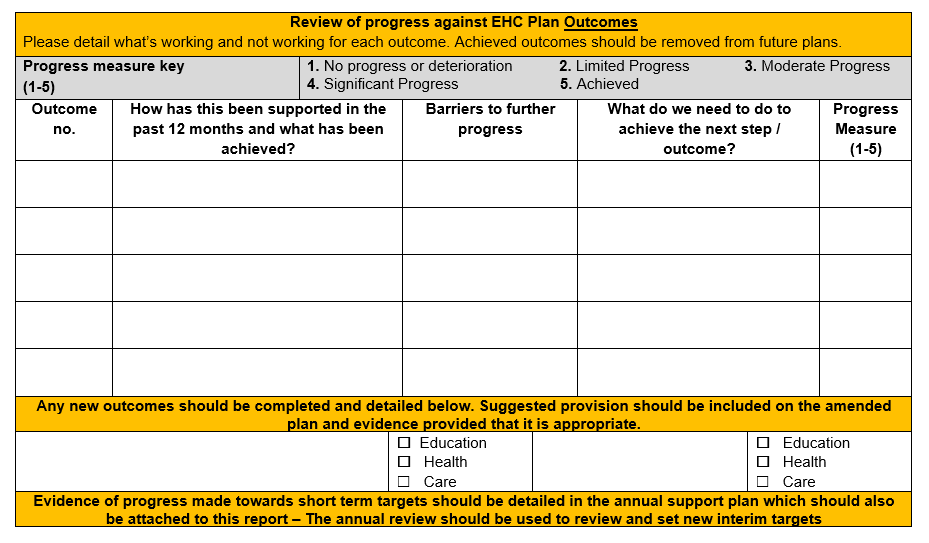 Review of progress against EHC Plan Outcomes
Please detail what's working and not working for each outcome. Achieved outcomes should be removed from future plans.
Progress measure key
(1-5)
1. No progress or deterioration 2. Limited Progress 3. Moderate Progress
4. Significant Progress 5. Achieved
Outcome
no.
How has this been supported in the
past 12 months and what has been
achieved?
Barriers to further
progress
What do we need to do to
achieve the next step /
outcome?
Progress
Measure
(1-5)
Any new outcomes should be completed and detailed below. Suggested provision should be included on the amended
plan and evidence provided that it is appropriate.
☐ Education
☐ Health
☐ Care
☐ Education
☐ Health
☐ Care
Evidence of progress made towards short term targets should be detailed in the annual support plan which should also
be attached to this report – The annual review should be used to review and set new interim targets